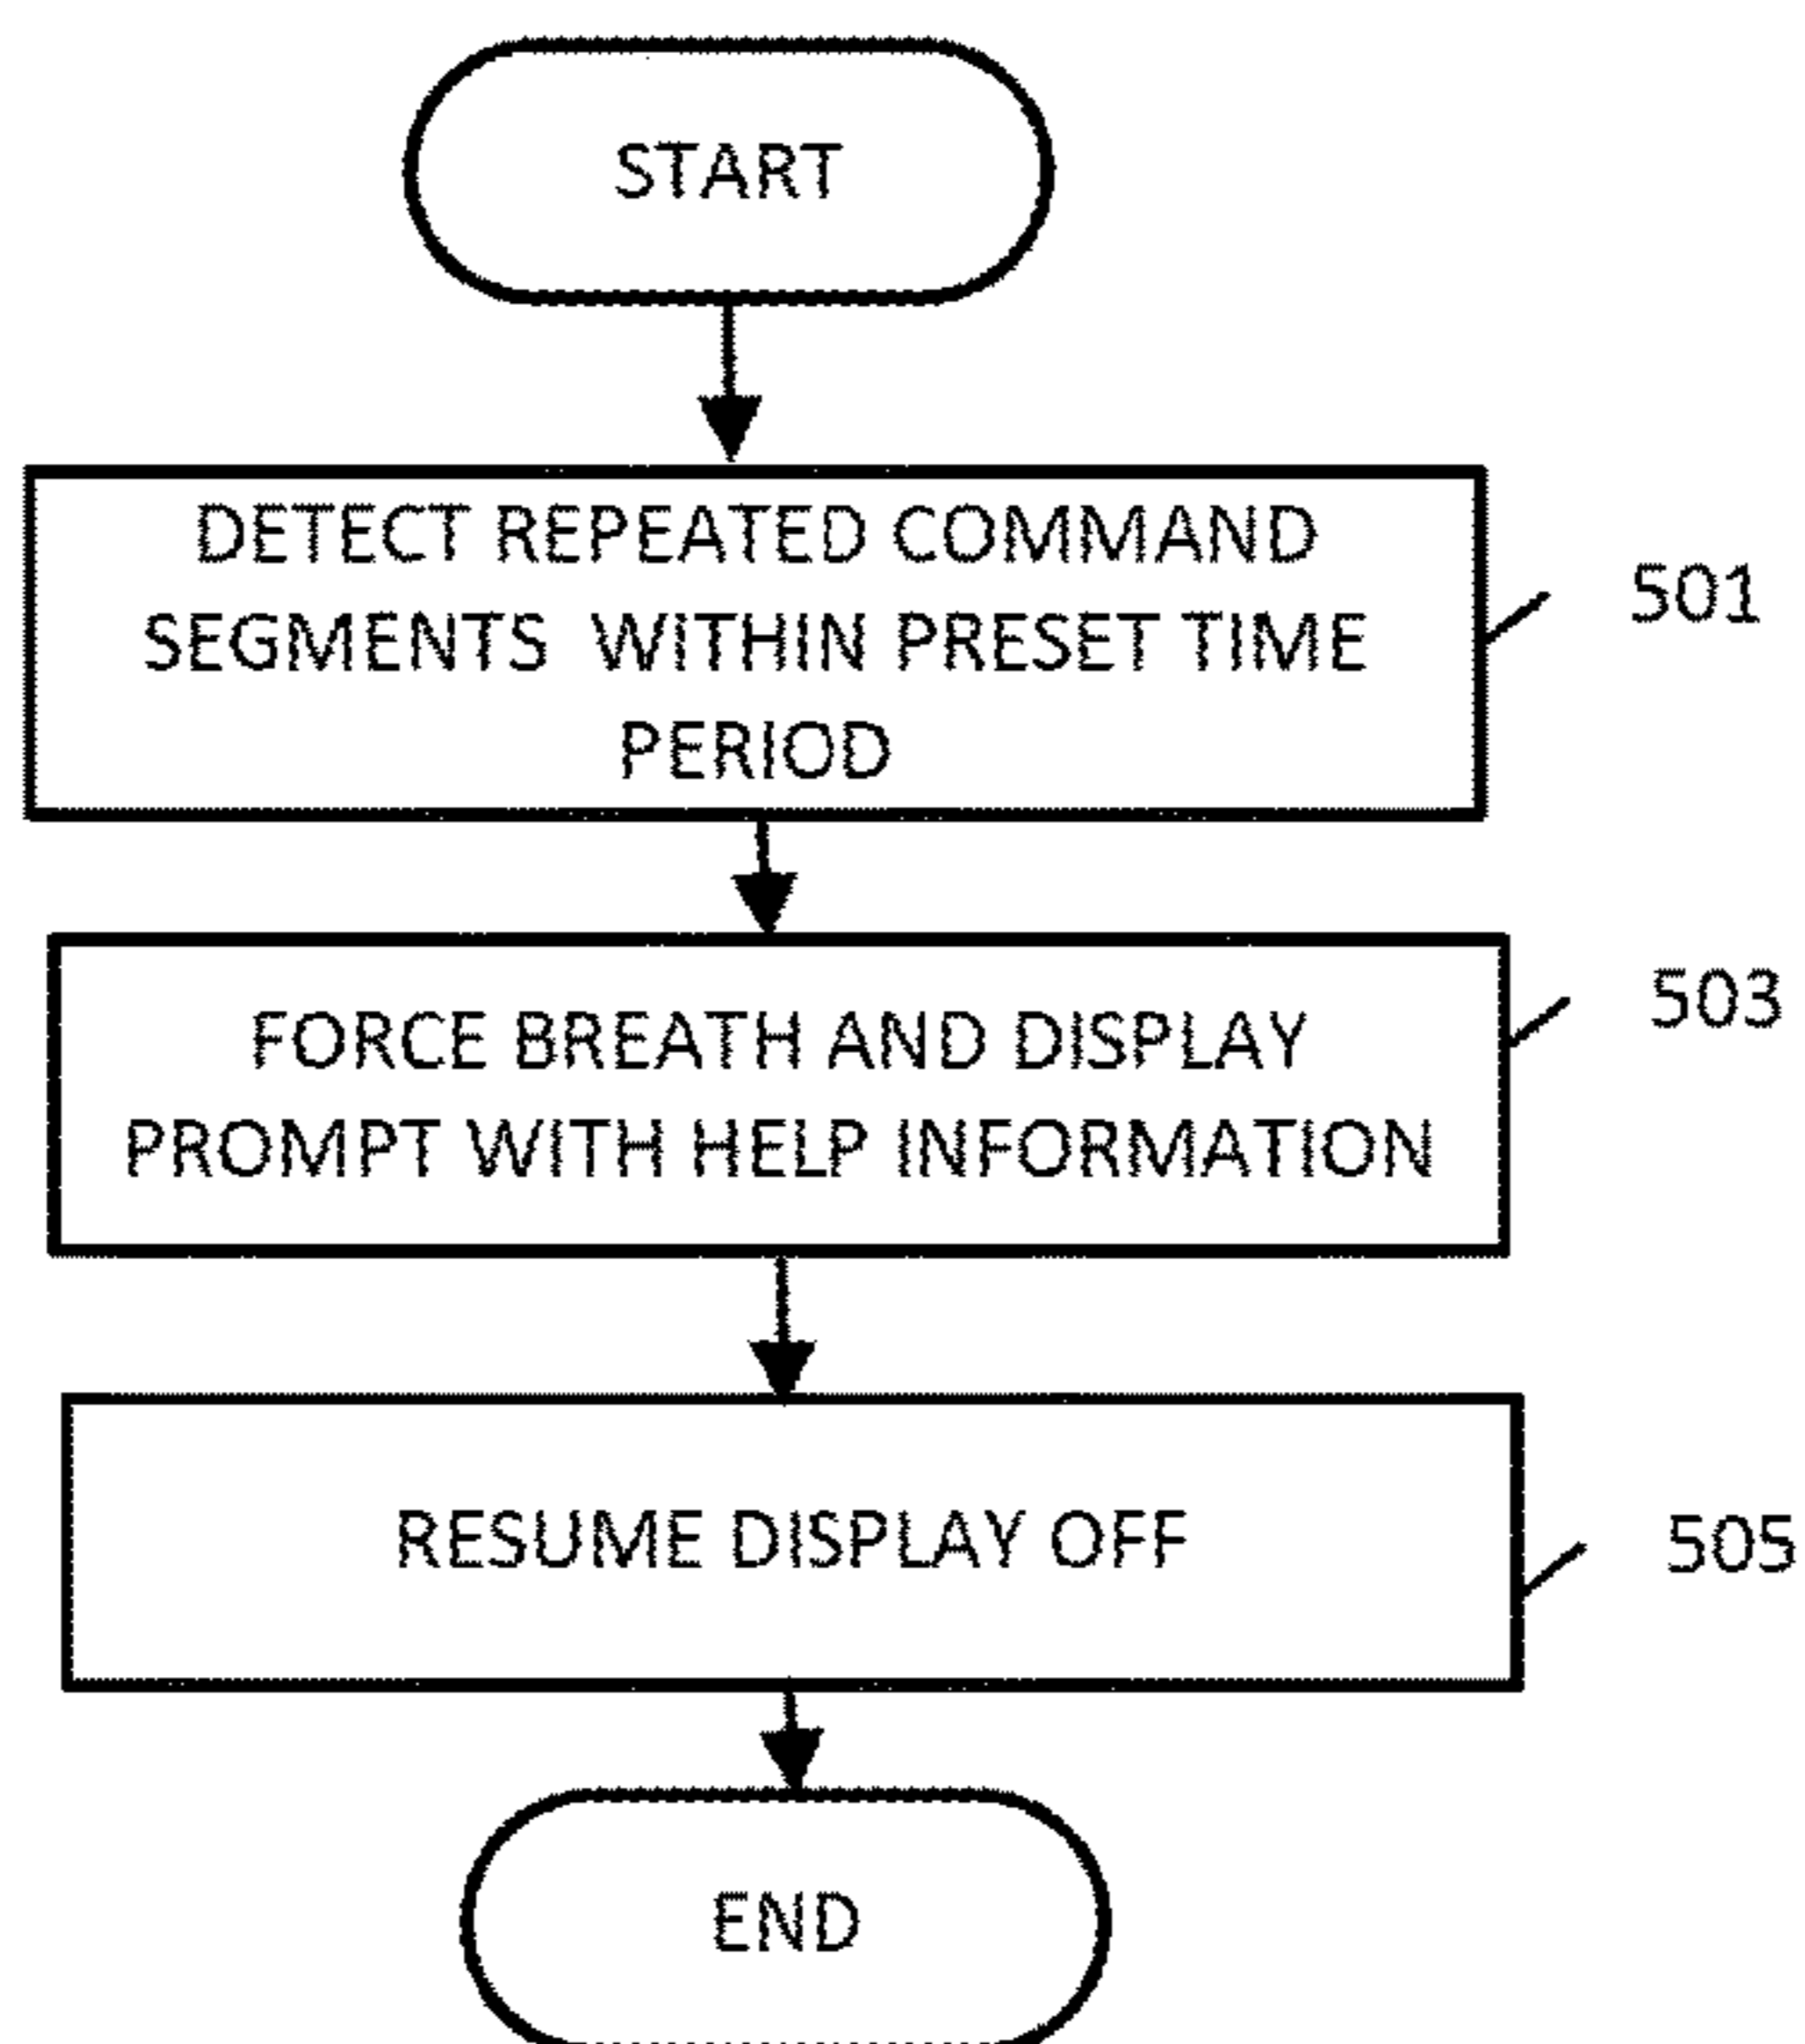 START
DETECT REPEATED COMMAND
SEGMENTS WITHIN PRESET TIME
PERIOD
501
FORCE BREATH AND DISPLAY
PROMPT WITH HELP INFORMATION
503
RESUME DISPLAY OFF
505
END